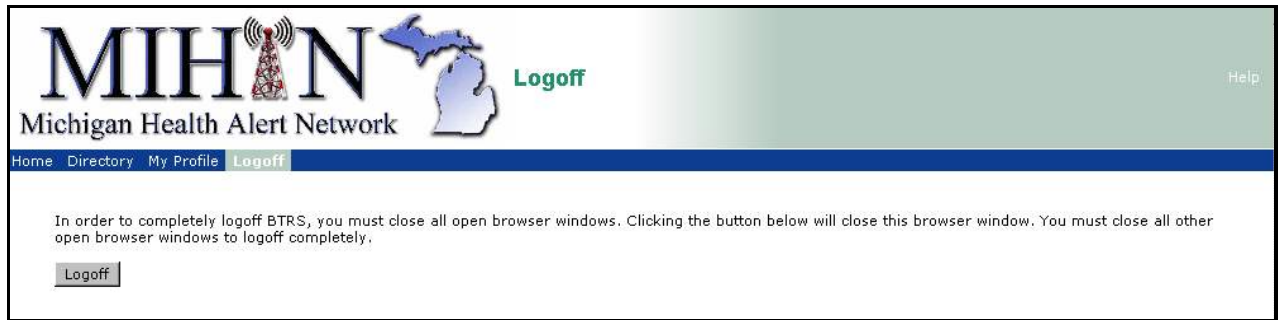 MIHAN
Michigan Health Alert Network
Logoff
Help
Home Directory My Profile Logoff
In order to completely logoff BTRS, you must close all open browser windows. Clicking the button below will close this browser window. You must close all other
open browser windows to logoff completely.
Logoff